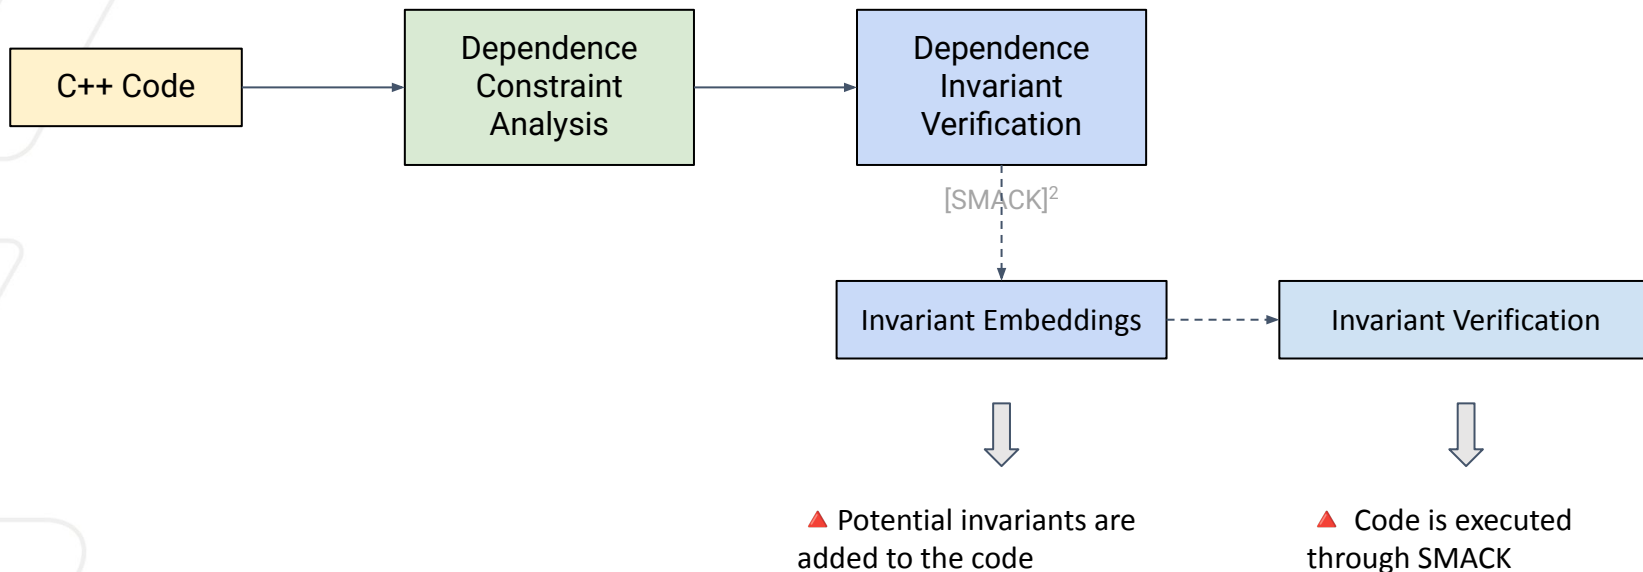 C++ Code
Dependence
Constraint
Analysis
Dependence
Invariant
Verification
[SMACK]²
Invariant Embeddings
Invariant Verification
🔺 Potential invariants are
added to the code
🔺 Code is executed
through SMACK